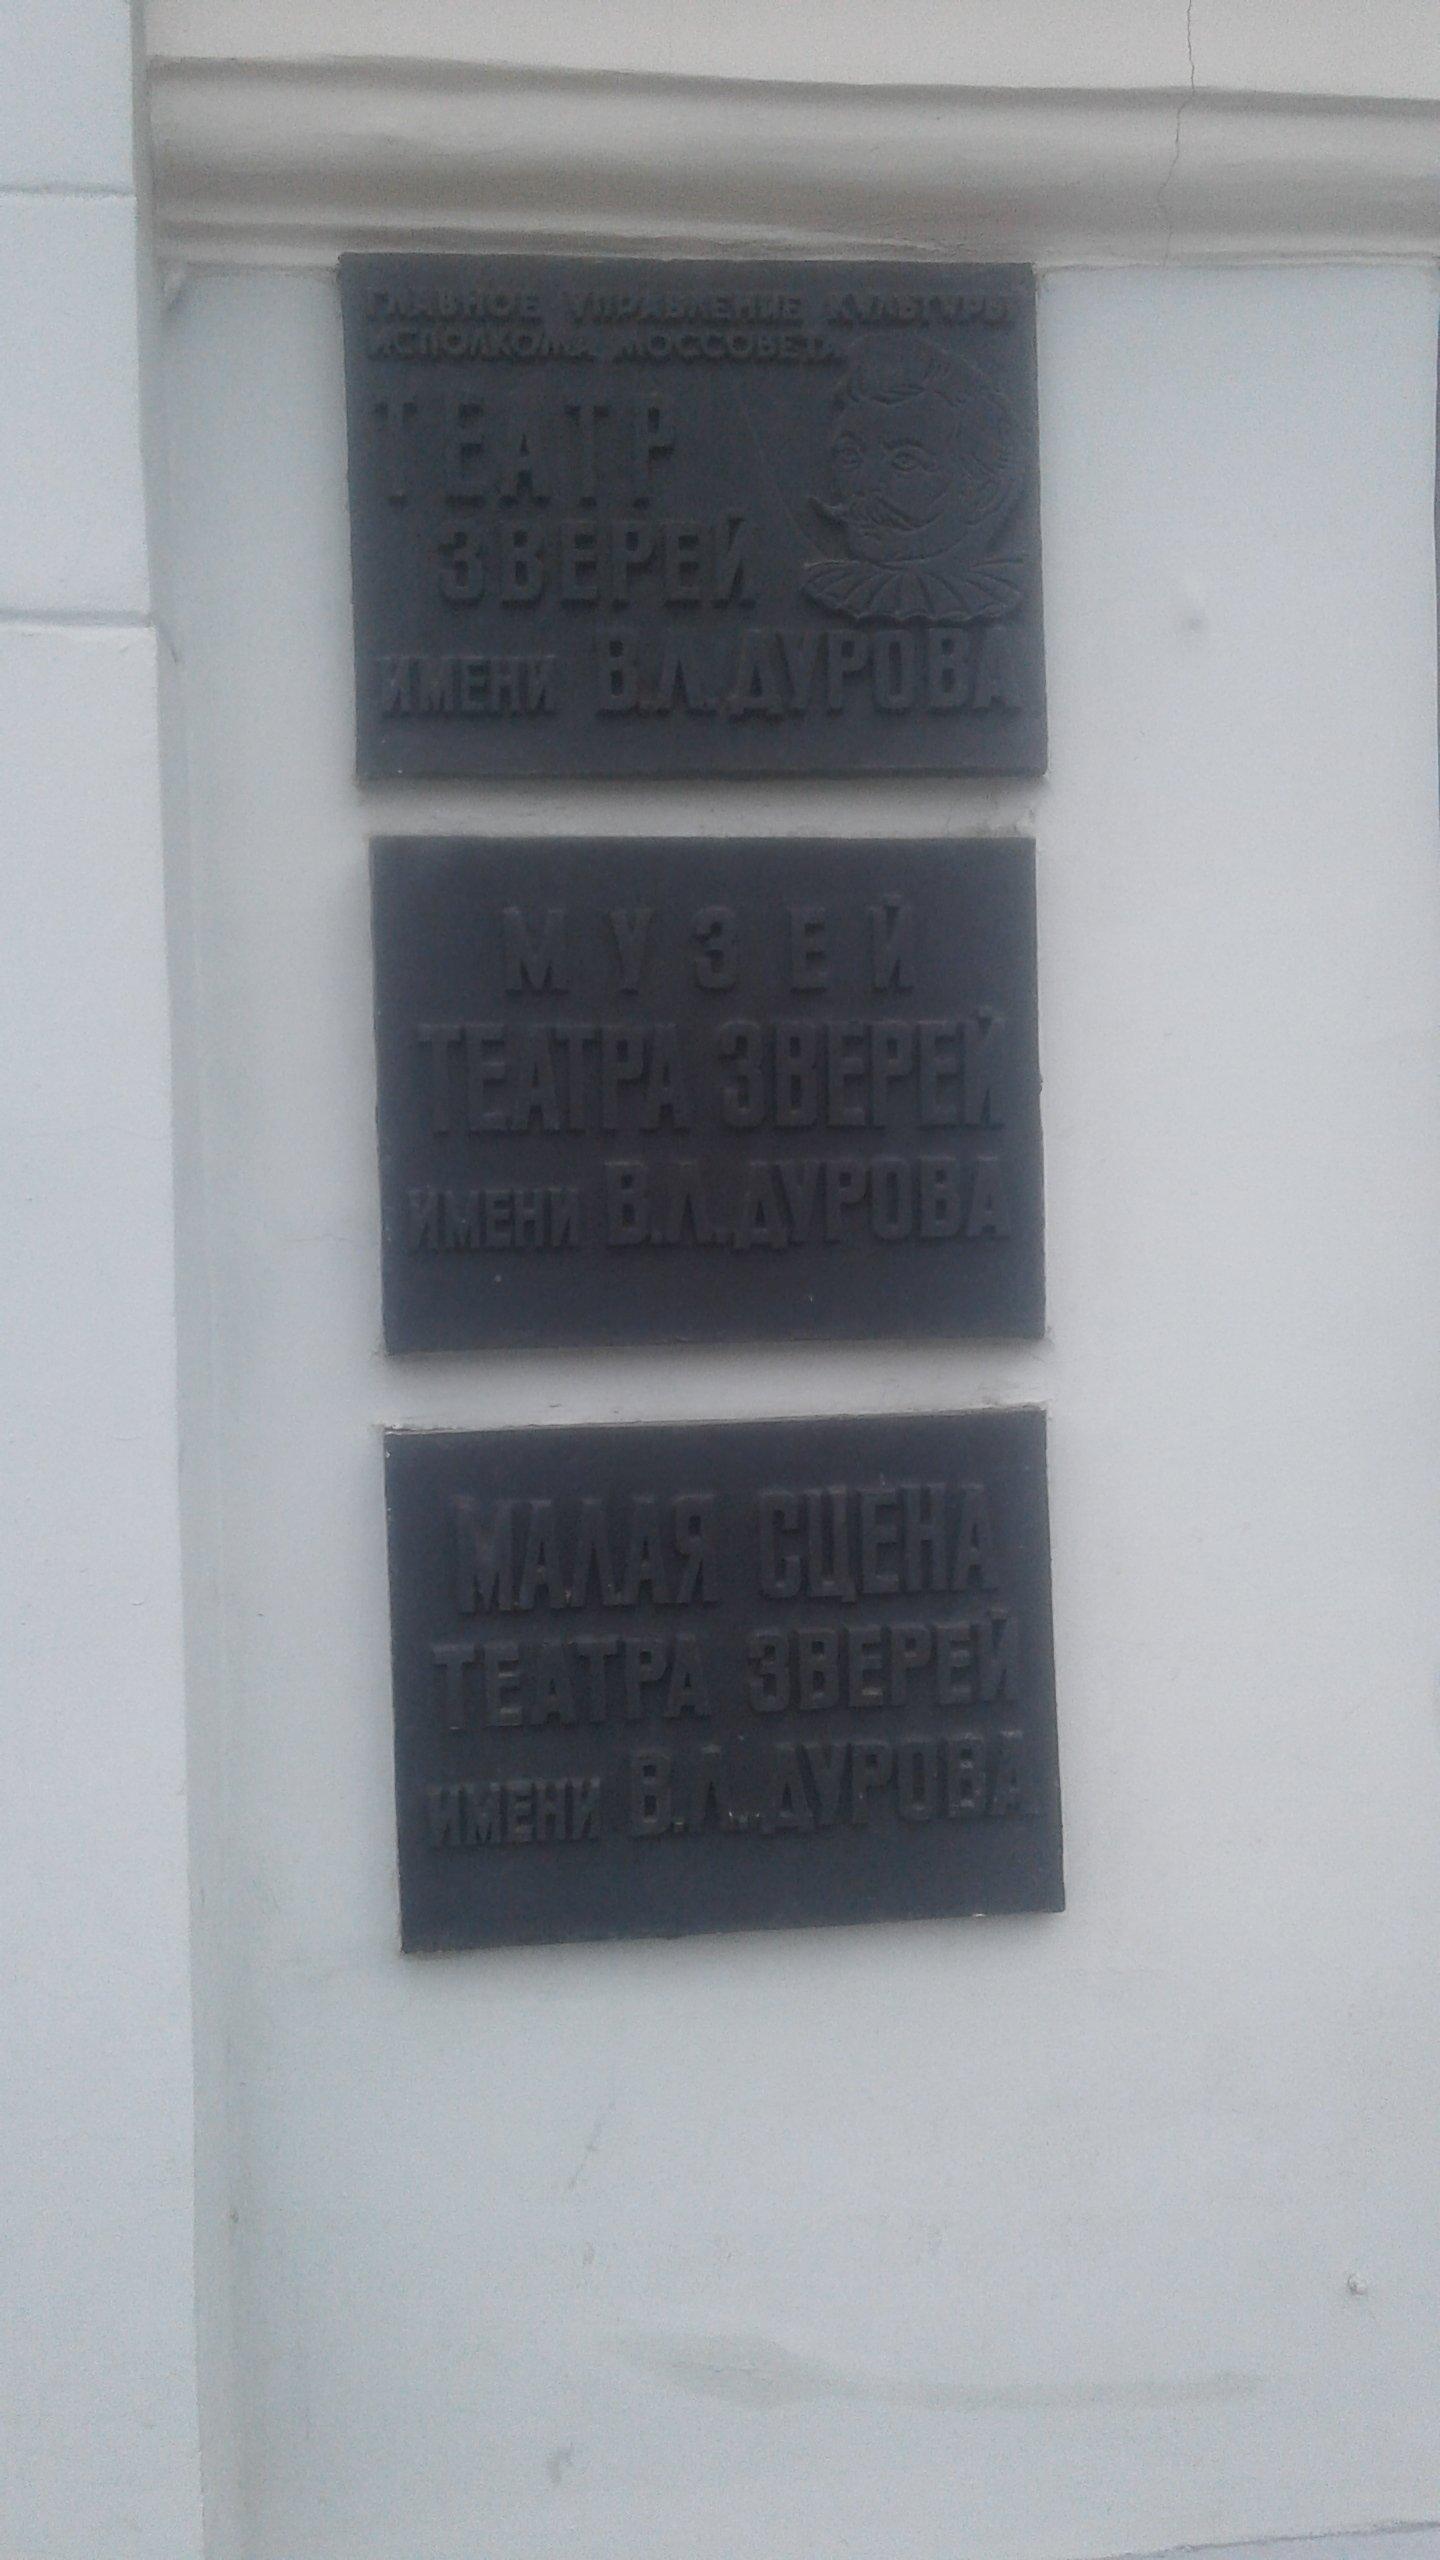 ГЛАВНОЕ УПРАВЛЕНИЕ КУЛЬТУРЫ
ИСПОЛКОМА МОССОВЕТА
ТЕАТР
ЗВЕРЕЙ
ИМЕНИ В.Л.ДУРОВА
МУЗЕЙ
ТЕАТРА ЗВЕРЕЙ
ИМЕНИ В.Л.ДУРОВА
МАЛАЯ СЦЕНА
ТЕАТРА ЗВЕРЕЙ
ИМЕНИ В.Л.ДУРОВА